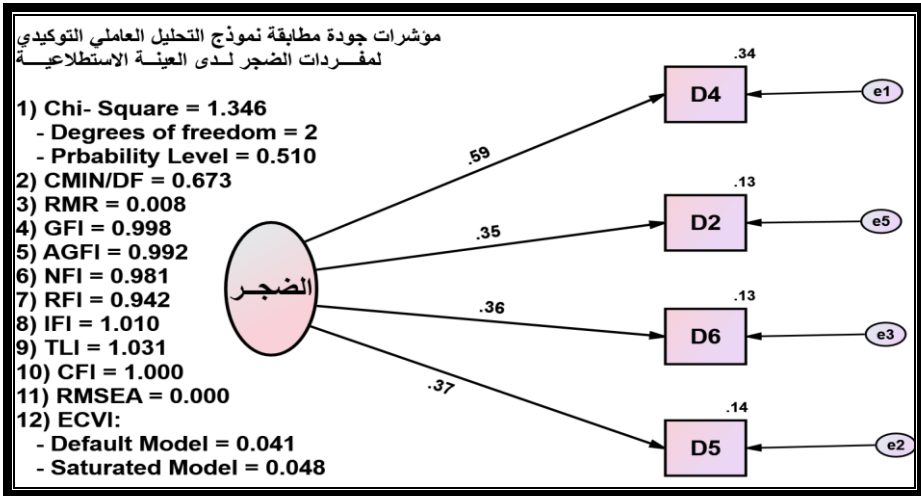 مؤشرات جودة مطابقة نموذج التحليل العاملي التوكيدي
لمفــردات الضجر لــدى العينــة الاستطلاعيــــة
1) Chi- Square = 1.346
- Degrees of freedom = 2
- Prbability Level = 0.510
2) CMIN/DF = 0.673
3) RMR = 0.008
4) GFI = 0.998
5) AGFI = 0.992
6) NFI = 0.981
7) RFI = 0.942
8) IFI = 1.010
9) TLI = 1.031
10) CFI = 1.000
11) RMSEA = 0.000
12) ECVI:
- Default Model = 0.041
- Saturated Model = 0.048
الضجــر
.59
.35
.36
.37
.34
D4
e1
.13
D2
e5
.13
D6
e3
.14
D5
e2